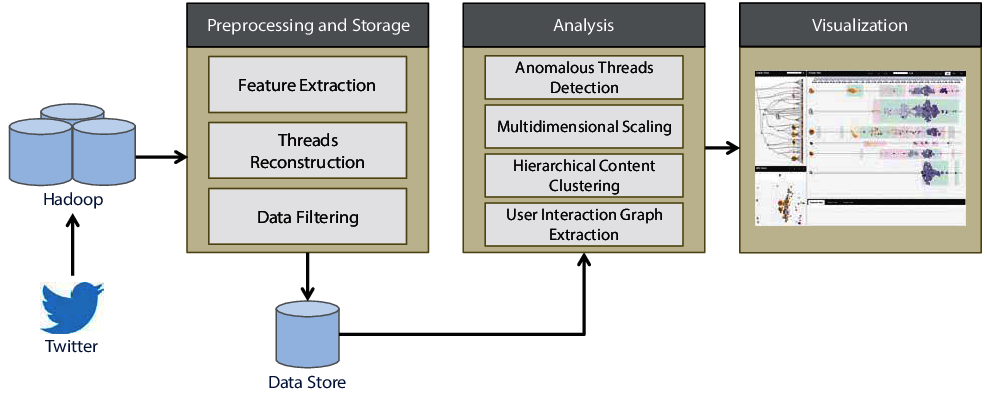 Preprocessing and Storage
Feature Extraction
Threads
Reconstruction
Data Filtering
Analysis
Anomalous Threads
Detection
Multidimensional Scaling
Hierarchical Content
Clustering
User Interaction Graph
Extraction
Visualization
Hadoop
Twitter
Data Store